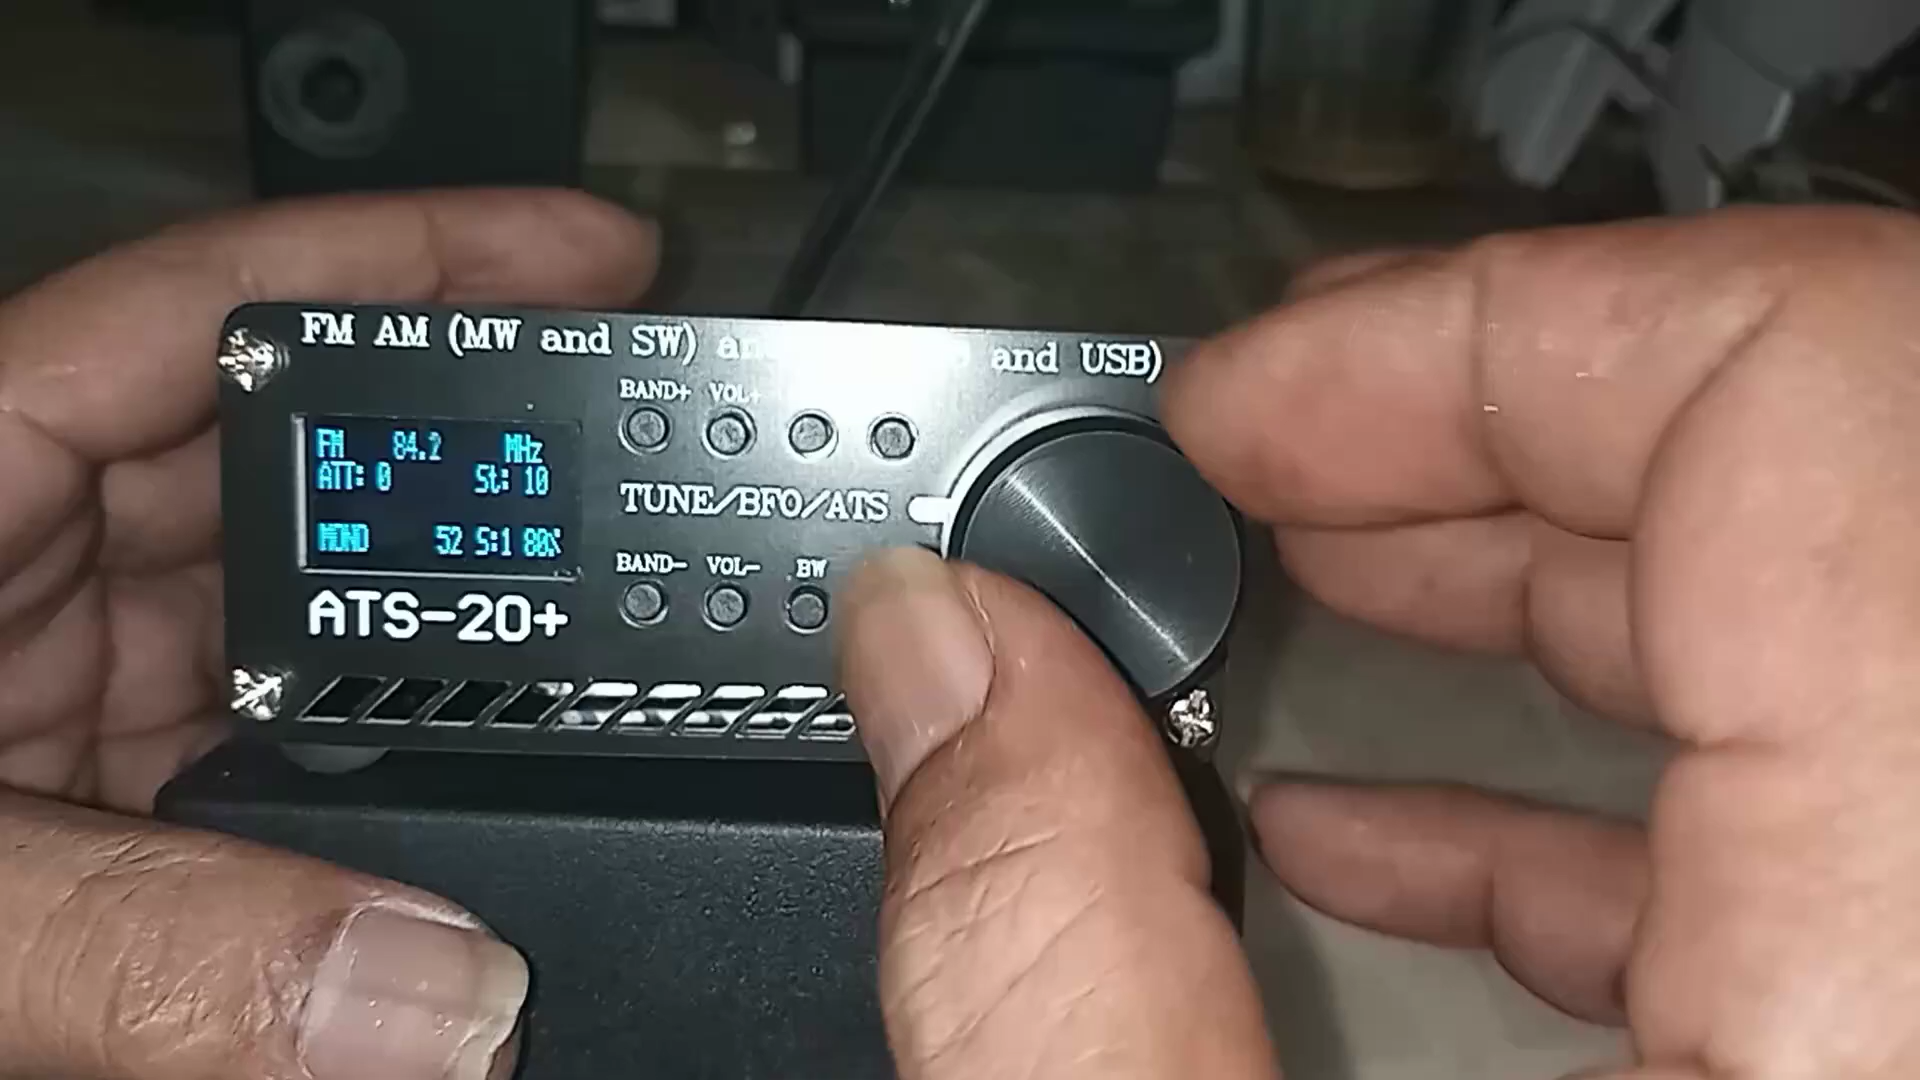 FM AM (MW and SW) and USB)
BAND+ VOL+
FM 84.2 MHz
ATT: 0 St: 10
TUNE/BFO/ATS
MONO 52 S:1 80%
BAND- VOL- BW
ATS-20+